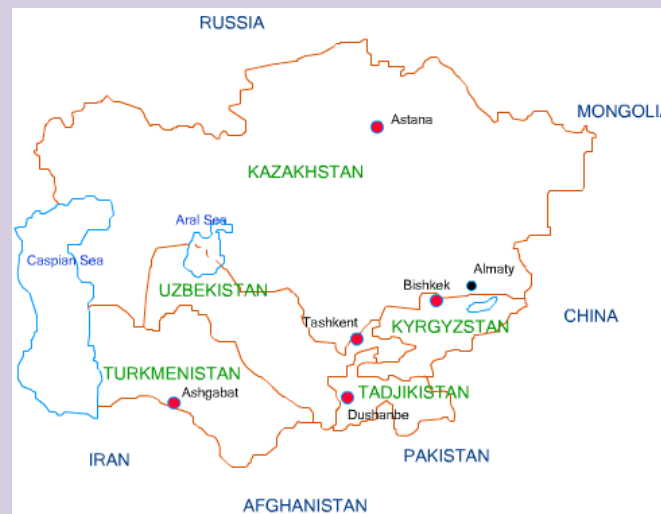 RUSSIA
Astana
MONGOLIA
KAZAKHSTAN
Aral Sea
Caspian Sea
Almaty
Bishkek
UZBEKISTAN
CHINA
Tashkent
KYRGYZSTAN
TURKMENISTAN
Ashgabat
TADJIKISTAN
Dushanbe
IRAN
PAKISTAN
AFGHANISTAN